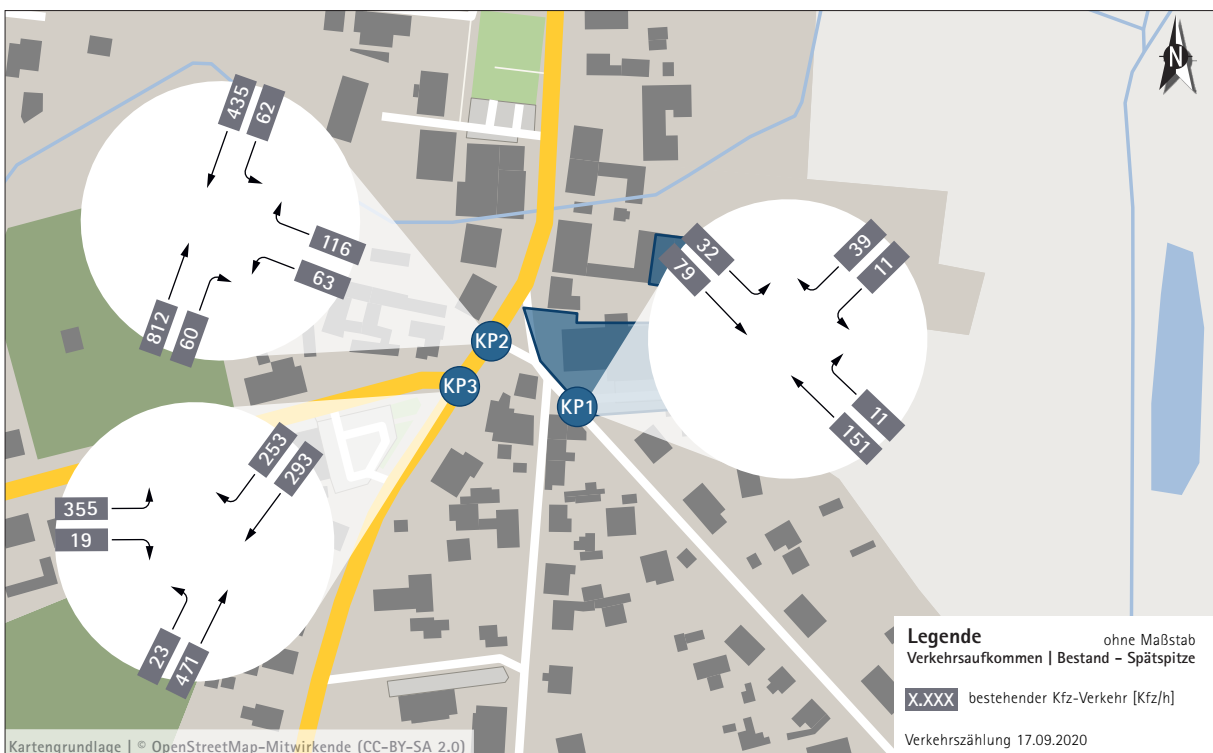 N
435
62
116
63
812
60
32
79
39
11
11
151
KP2
KP3
KP1
253
293
355
19
23
471
Legende
ohne Maßstab
Verkehrsaufkommen | Bestand - Spätspitze
X.XXX bestehender Kfz-Verkehr [Kfz/h]
Verkehrszählung 17.09.2020
Kartengrundlage | © OpenStreetMap-Mitwirkende (CC-BY-SA 2.0)